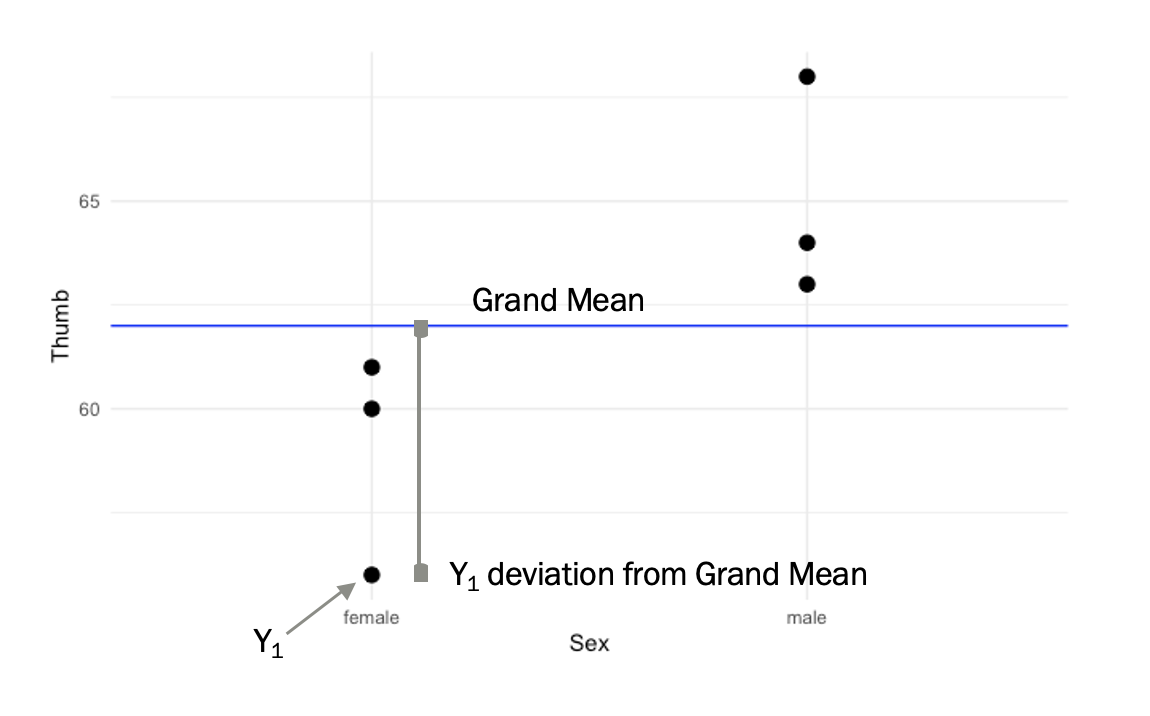 65
Grand Mean
Thumb
60
Y₁ deviation from Grand Mean
female
male
Y₁
Sex